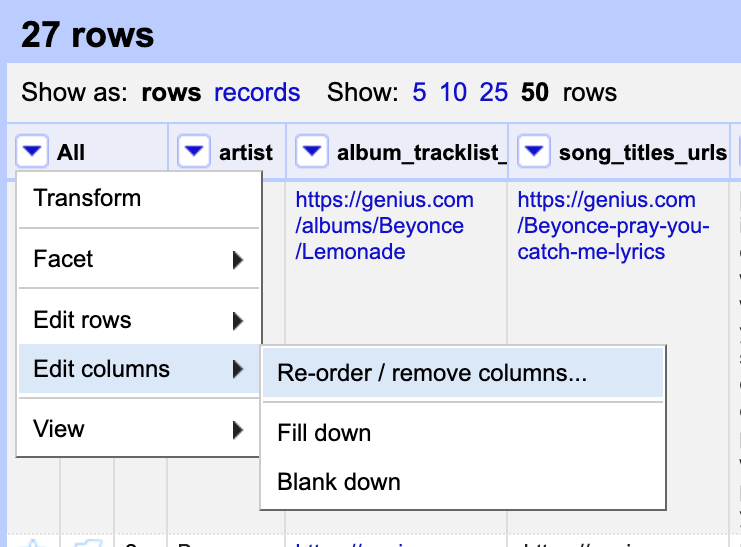 27 rows
Show as: rows records Show: 5 10 25 50 rows
All artist album_tracklist_ song_titles_urls
Transform
Facet
Edit rows
Edit columns
View
Re-order / remove columns...
Fill down
Blank down
https://genius.com
/albums/Beyonce
/Lemonade
https://genius.com
/Beyonce-pray-you-
catch-me-lyrics